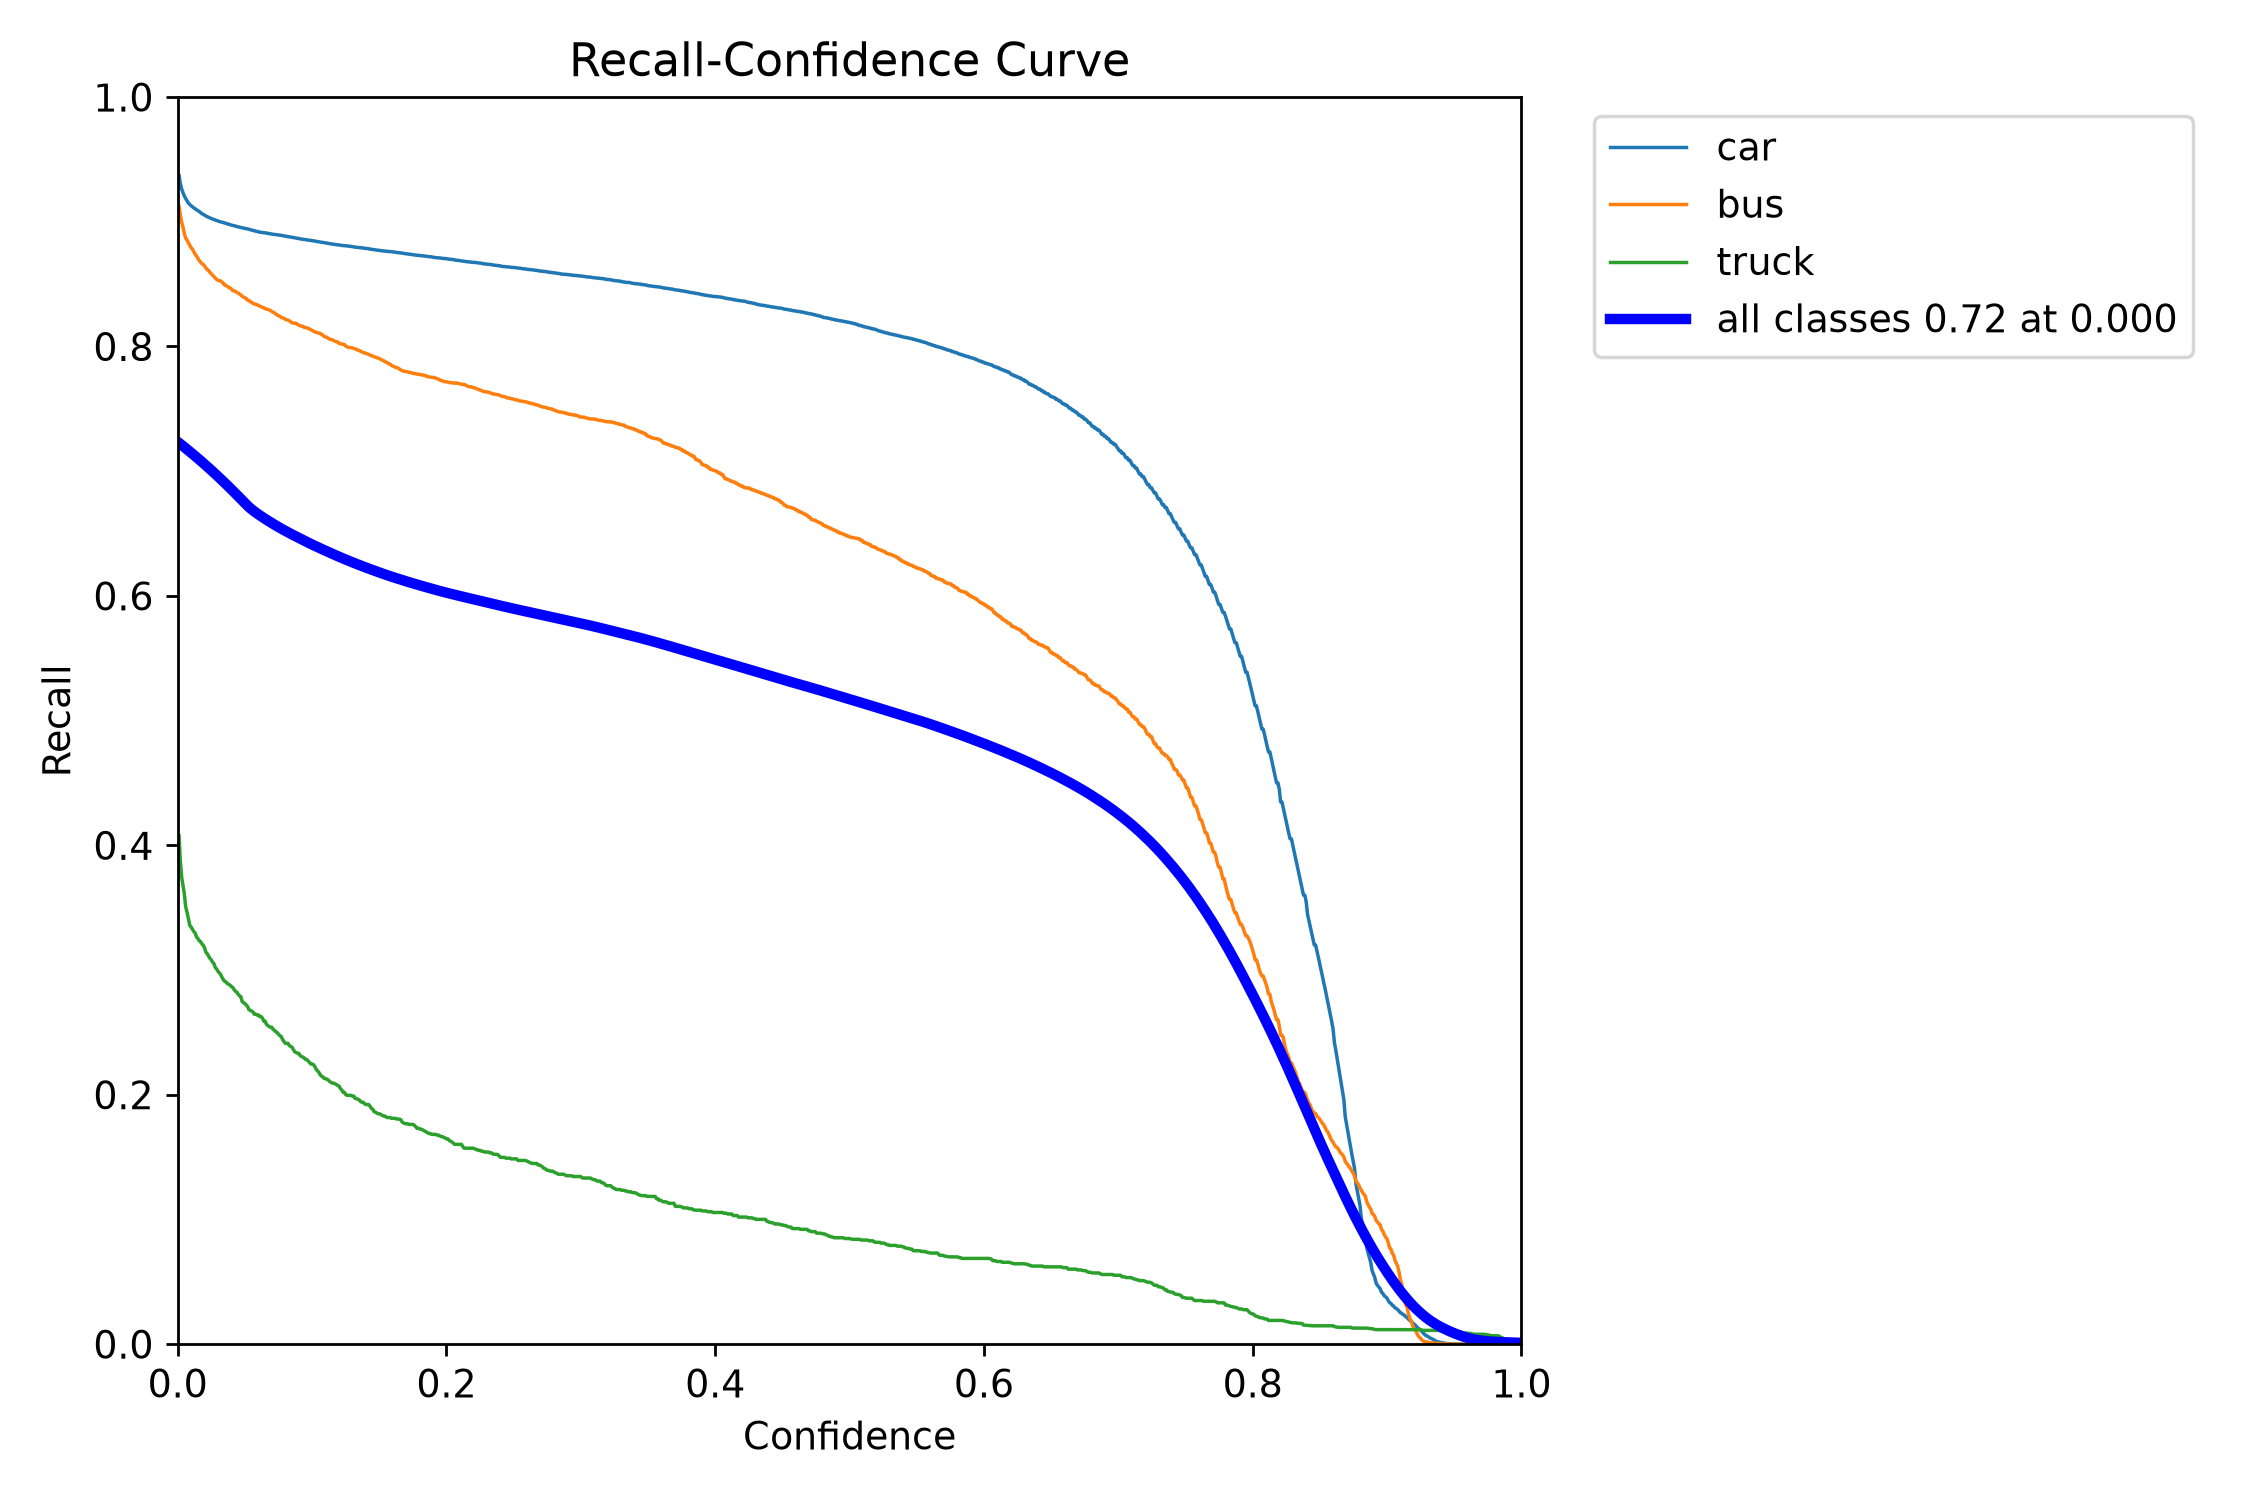 Recall-Confidence Curve
1.0
0.8
0.6
0.4
0.2
0.0
Recall
0.0 0.2 0.4 0.6 0.8 1.0
Confidence
car
bus
truck
all classes 0.72 at 0.000